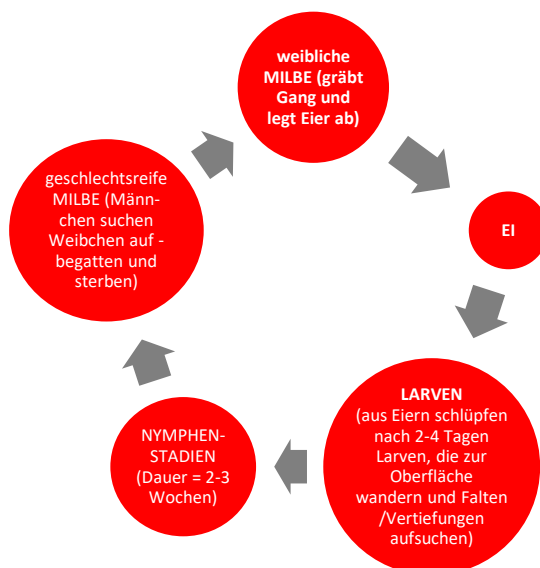 weibliche
MILBE (gräbt
Gang und
legt Eier ab)
EI
LARVEN
(aus Eiern schlüpfen
nach 2-4 Tagen
Larven, die zur
Oberfläche
wandern und Falten
/Vertiefungen
aufsuchen)
NYMPHEN-
STADIEN
(Dauer = 2-3
Wochen)
geschlechtsreife
MILBE (Männ-
chen suchen
Weibchen auf -
begatten und
sterben)